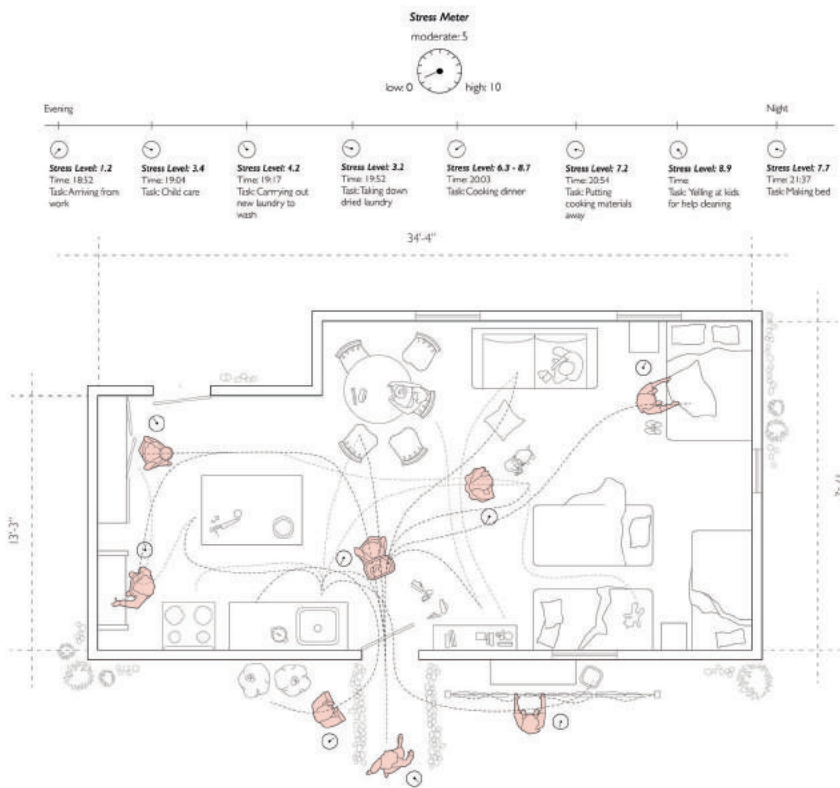 Stress Meter
moderate: 5
low: 0
high: 10
Evening
Night
Stress Level: 1.2
Time: 18:52
Task: Arriving from
work
Stress Level: 3.4
Time: 19:04
Task: Child care
Stress Level: 4.2
Time: 19:17
Task: Carrying out
new laundry to
wash
Stress Level: 3.2
Time: 19:52
Task: Taking down
dried laundry
Stress Level: 6.3 - 8.7
Time: 20:03
Task: Cooking dinner
Stress Level: 7.2
Time: 20:54
Task: Putting
cooking materials
away
Stress Level: 8.9
Time:
Task: Yelling at kids
for help cleaning
Stress Level: 7.7
Time: 21:37
Task: Making bed
34'-4"
13'-3"